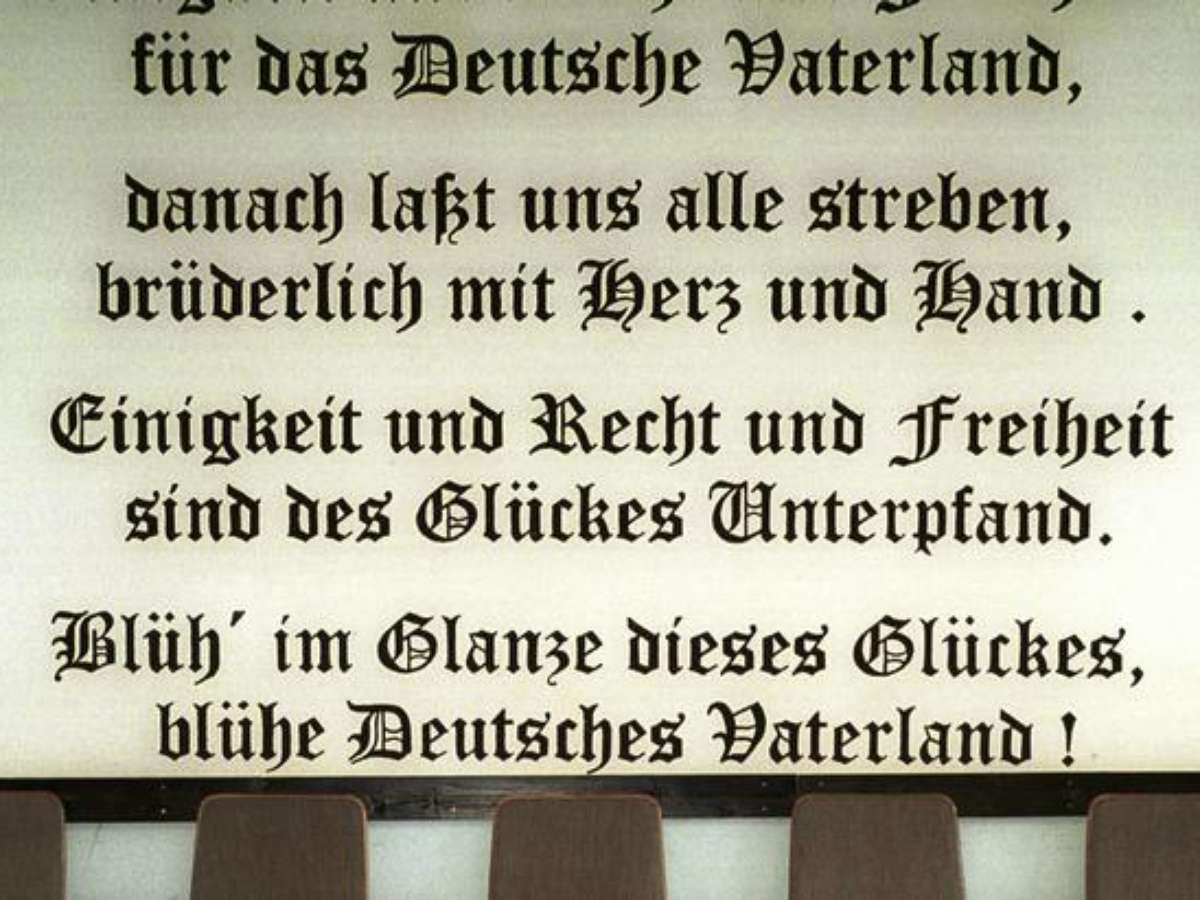 für das Deutsche Vaterland,
danach laßt uns alle streben,
brüderlich mit Herz und Hand .
Einigkeit und Recht und Freiheit
sind des Glückes Unterpfand.
Blüh´ im Glanze dieses Glückes,
blühe Deutsches Vaterland !